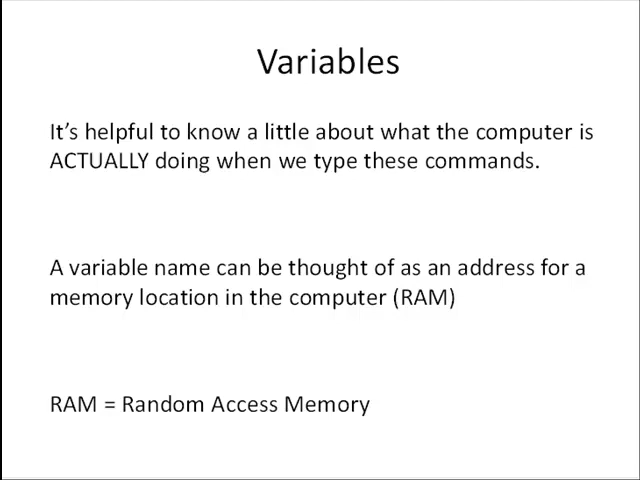 Variables
It's helpful to know a little about what the computer is
ACTUALLY doing when we type these commands.
A variable name can be thought of as an address for a
memory location in the computer (RAM)
RAM = Random Access Memory